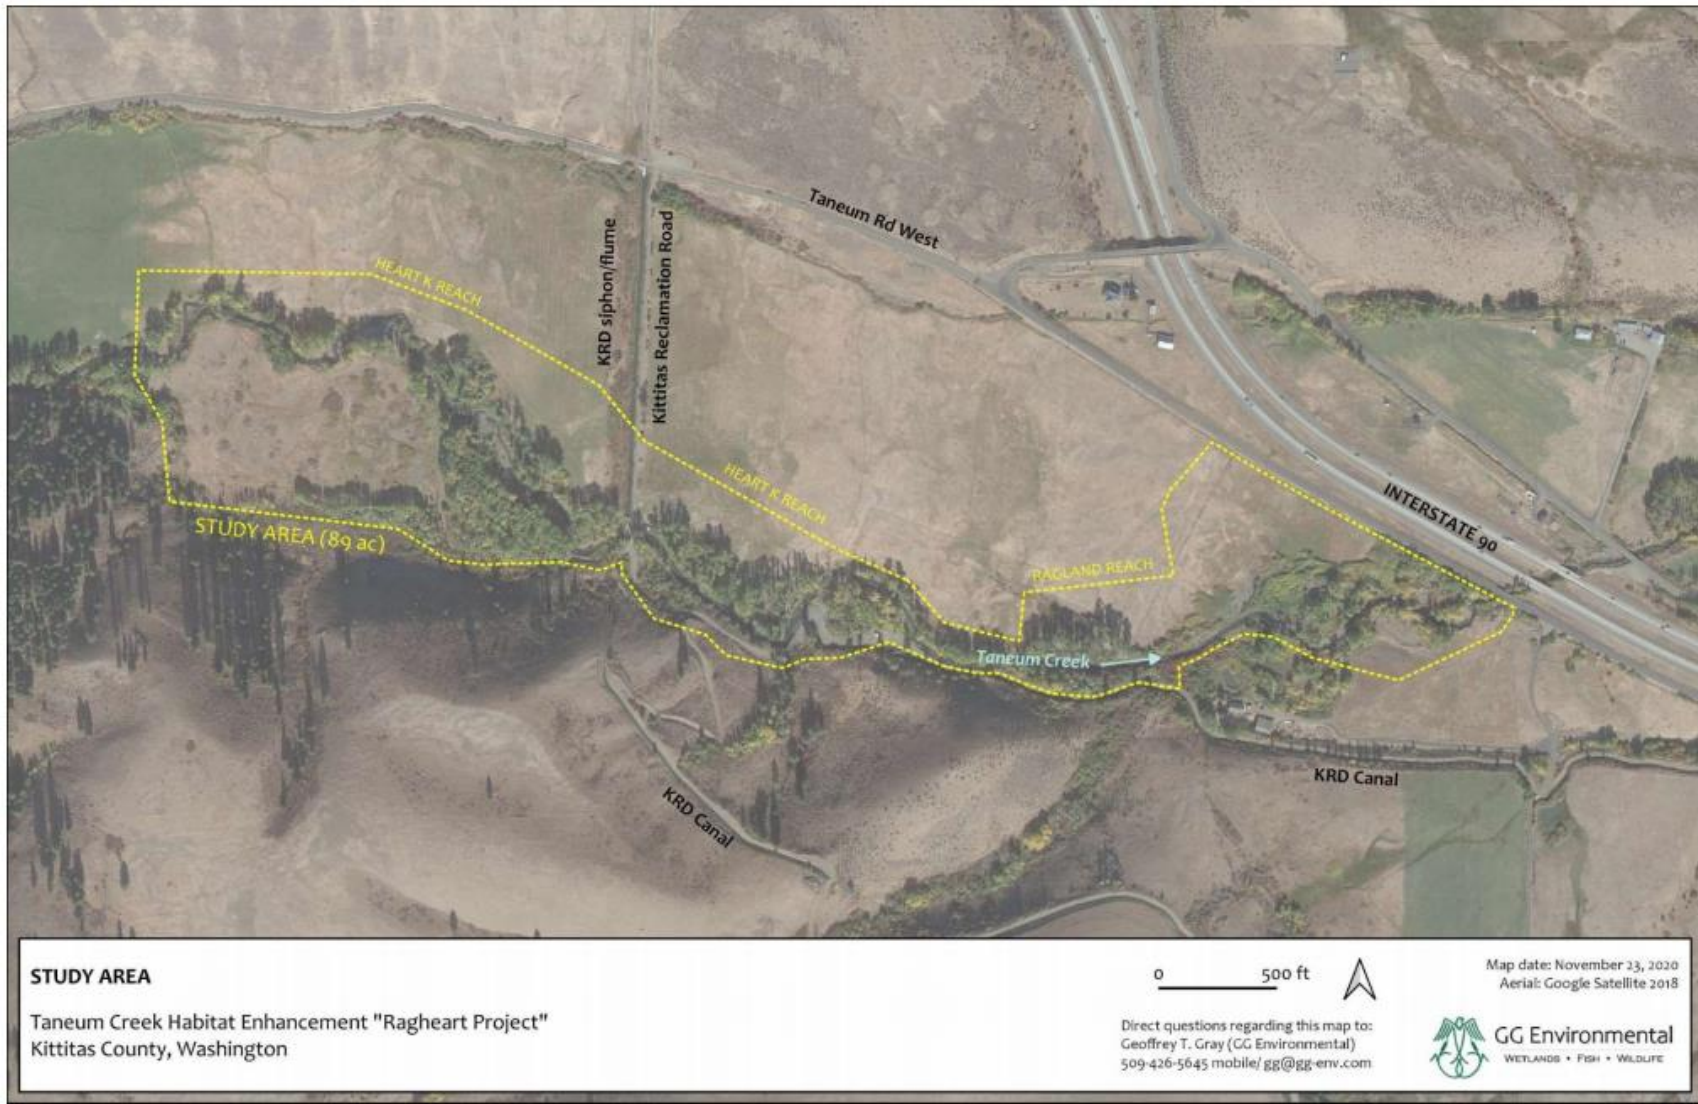 Taneum Rd West
KRD siphon/flume
Kittitas Reclamation Road
HEART K REACH
HEART K REACH
INTERSTATE 90
STUDY AREA (89 ac)
RAGLAND REACH
Taneum Creek
KRD Canal
KRD Canal
STUDY AREA
Taneum Creek Habitat Enhancement "Ragheart Project"
Kittitas County, Washington
0 500 ft
Direct questions regarding this map to:
Geoffrey T. Gray (GG Environmental)
509-426-5645 mobile/ gg@gg-env.com
Map date: November 23, 2020
Aerial: Google Satellite 2018
GG Environmental
WETLANDS • FISH • WILDLIFE